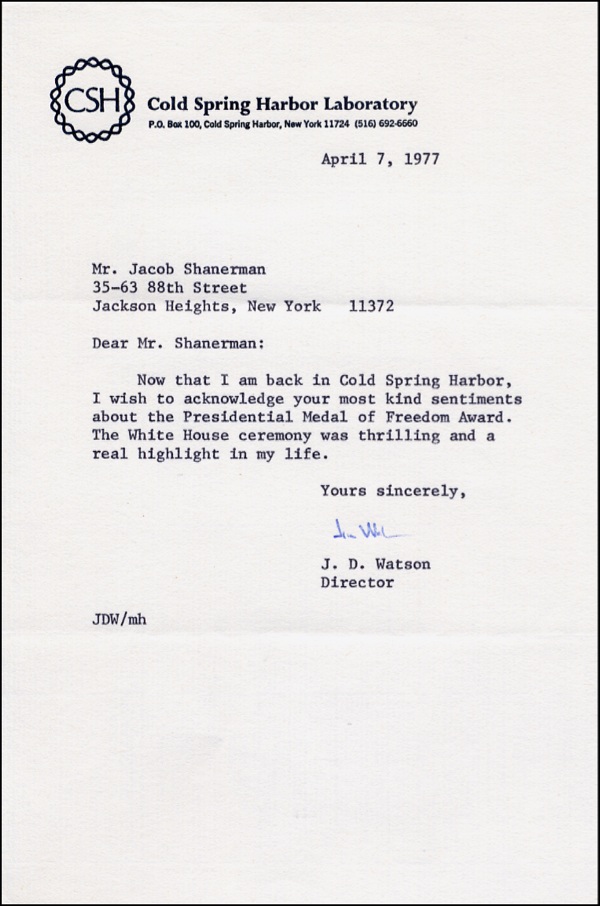 CSH
Cold Spring Harbor Laboratory
P.O. Box 100, Cold Spring Harbor, New York 11724 (516) 692-6660
April 7, 1977
Mr. Jacob Shanerman
35-63 88th Street
Jackson Heights, New York 11372
Dear Mr. Shanerman:
Now that I am back in Cold Spring Harbor,
I wish to acknowledge your most kind sentiments
about the Presidential Medal of Freedom Award.
The White House ceremony was thrilling and a
real highlight in my life.
Yours sincerely,
J. D. Watson
Director
JDW/mh